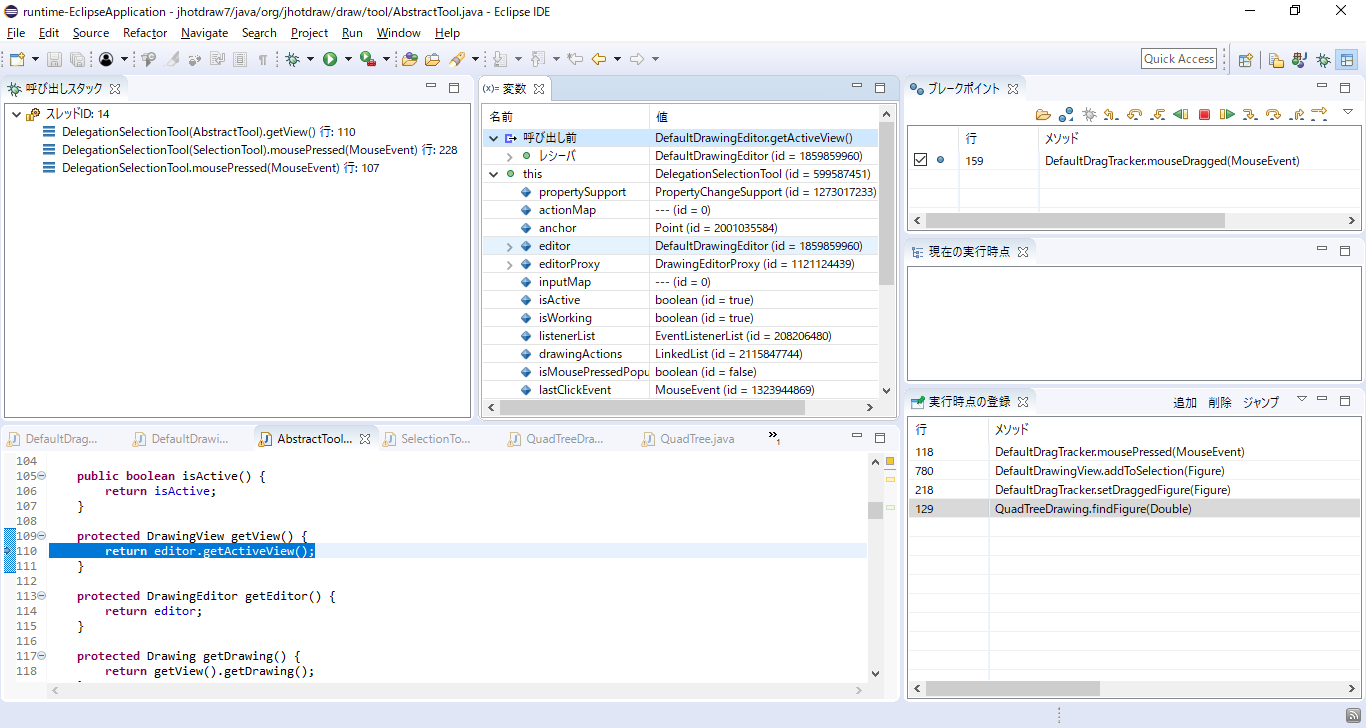 runtime-EclipseApplication - jhotdraw7/java/org/jhotdraw/draw/tool/AbstractTool.java - Eclipse IDE
File Edit Source Refactor Navigate Search Project Run Window Help
Quick Access
呼び出しスタック
スレッドID: 14
DelegationSelectionTool(AbstractTool).getView() 行: 110
DelegationSelectionTool(SelectionTool).mousePressed(MouseEvent) 行: 228
DelegationSelectionTool.mousePressed(MouseEvent) 行: 107
(x)= 変数
名前 値
呼び出し前 DefaultDrawingEditor.getActiveView()
レシーバ DefaultDrawingEditor (id = 1859859960)
this DelegationSelectionTool (id = 599587451)
propertySupport PropertyChangeSupport (id = 1273017233)
actionMap --- (id = 0)
anchor Point (id = 2001035584)
editor DefaultDrawingEditor (id = 1859859960)
editorProxy DrawingEditorProxy (id = 1121124439)
inputMap --- (id = 0)
isActive boolean (id = true)
isWorking boolean (id = true)
listenerList EventListenerList (id = 208206480)
drawingActions LinkedList (id = 2115847744)
isMousePressedPopu boolean (id = false)
lastClickEvent MouseEvent (id = 1323944869)
ブレークポイント
行 メソッド
159 DefaultDragTracker.mouseDragged(MouseEvent)
現在の実行時点
実行時点の登録 追加 削除 ジャンプ
行 メソッド
118 DefaultDragTracker.mousePressed(MouseEvent)
780 DefaultDrawingView.addToSelection(Figure)
218 DefaultDragTracker.setDraggedFigure(Figure)
129 QuadTreeDrawing.findFigure(Double)
DefaultDrag... DefaultDrawi... AbstractTool... SelectionTo... QuadTreeDra... QuadTree.java »1
104
105 public boolean isActive() {
106 return isActive;
107 }
108
109 protected DrawingView getView() {
110 return editor.getActiveView();
111 }
112
113 protected DrawingEditor getEditor() {
114 return editor;
115 }
116
117 protected Drawing getDrawing() {
118 return getView().getDrawing();